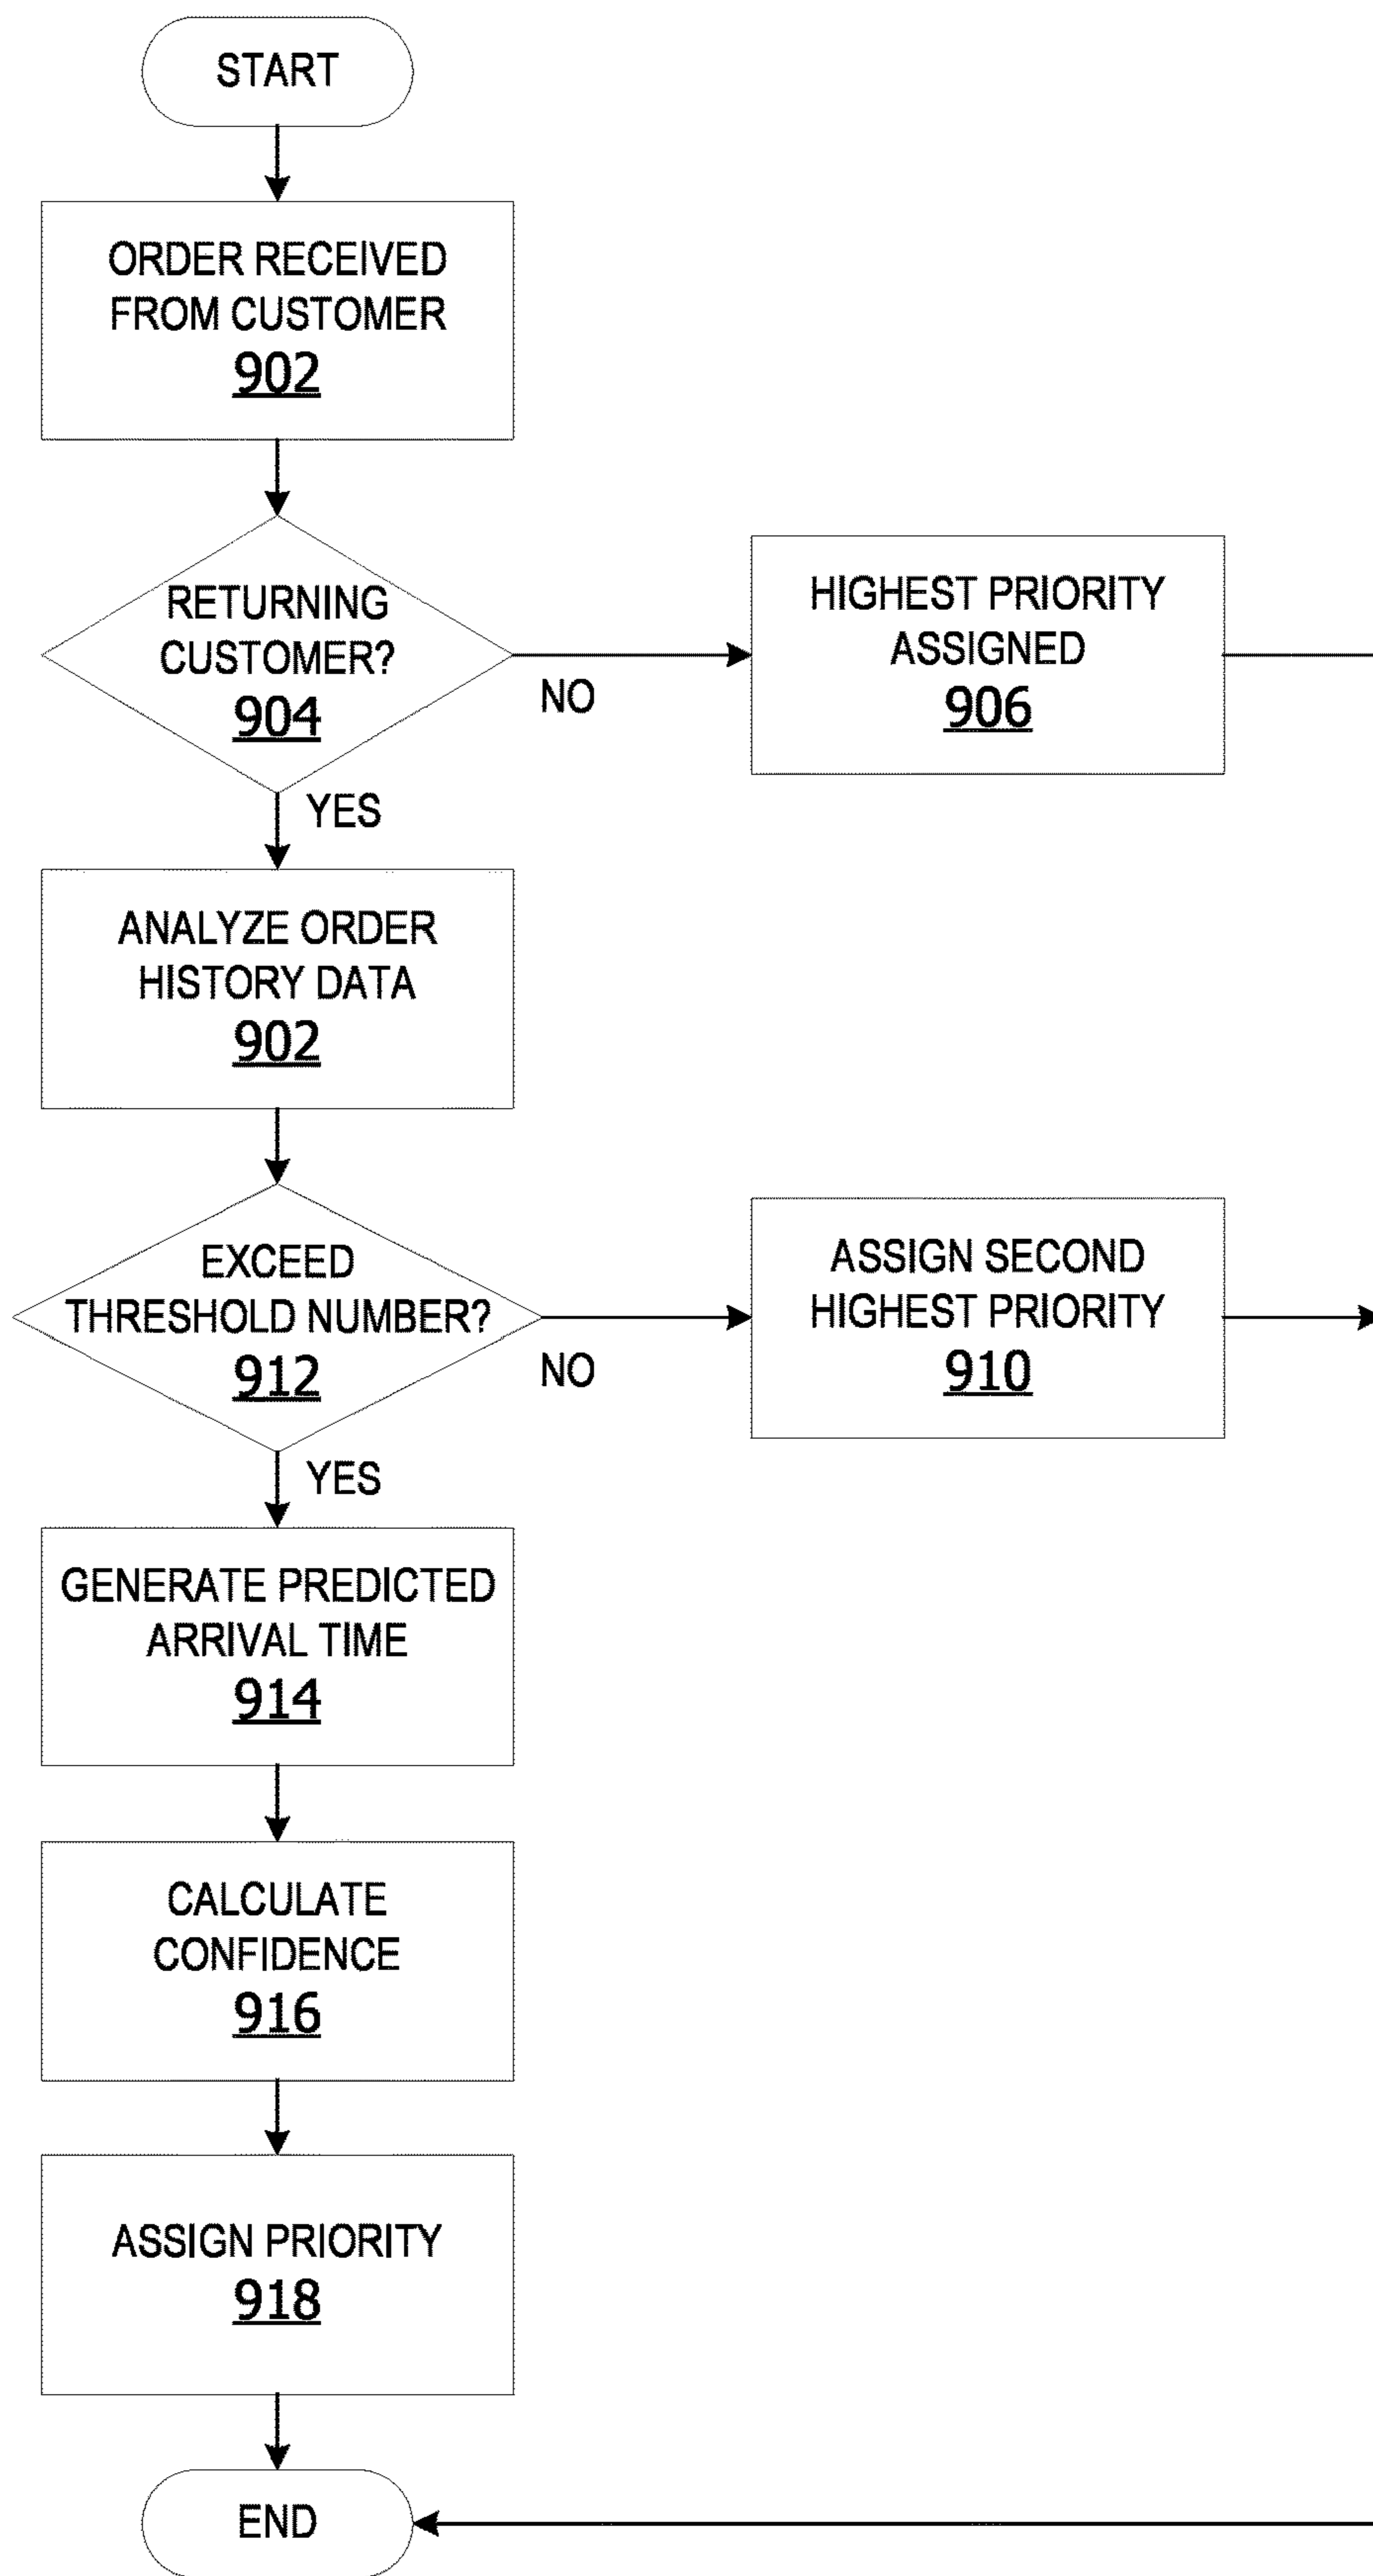 START
ORDER RECEIVED
FROM CUSTOMER
902
RETURNING
CUSTOMER?
904
NO
HIGHEST PRIORITY
ASSIGNED
906
YES
ANALYZE ORDER
HISTORY DATA
902
EXCEED
THRESHOLD NUMBER?
912
NO
ASSIGN SECOND
HIGHEST PRIORITY
910
YES
GENERATE PREDICTED
ARRIVAL TIME
914
CALCULATE
CONFIDENCE
916
ASSIGN PRIORITY
918
END